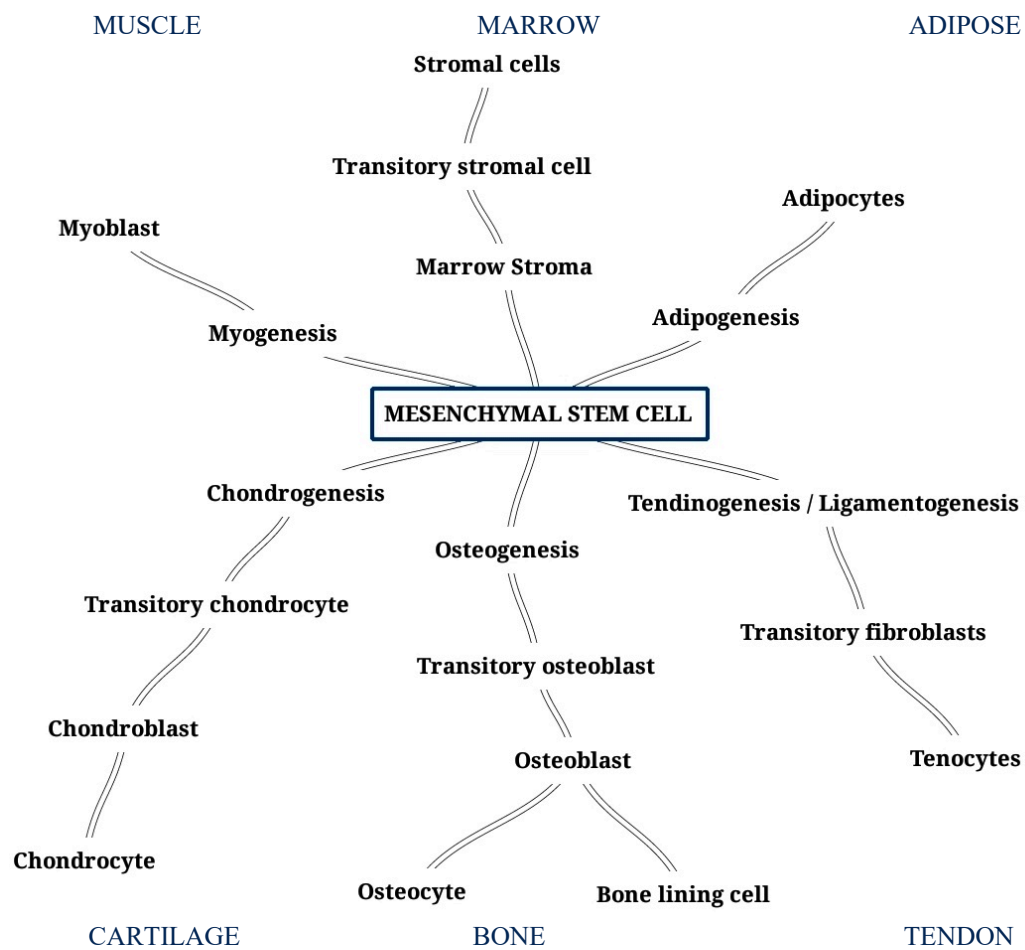 MUSCLE
MARROW
ADIPOSE
Stromal cells
Transitory stromal cell
Adipocytes
Myoblast
Marrow Stroma
Adipogenesis
Myogenesis
MESENCHYMAL STEM CELL
Chondrogenesis
Tendinogenesis / Ligamentogenesis
Osteogenesis
Transitory chondrocyte
Transitory fibroblasts
Transitory osteoblast
Chondroblast
Osteoblast
Tenocytes
Chondrocyte
Osteocyte
Bone lining cell
CARTILAGE
BONE
TENDON